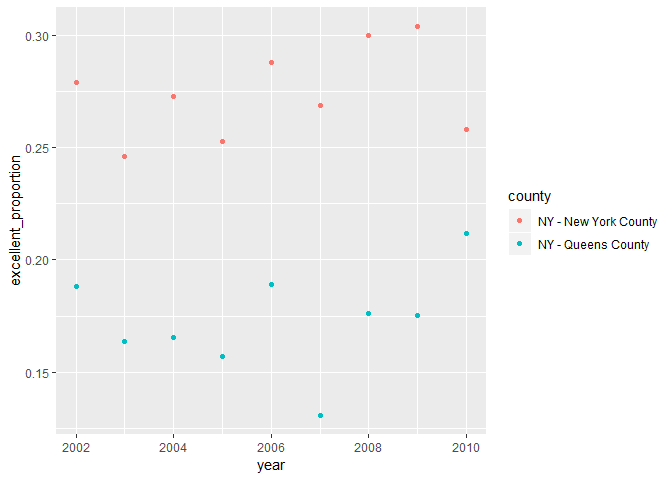 0.30
0.25
0.20
0.15
excellent_proportion
2002 2004 2006 2008 2010
year
county
NY - New York County
NY - Queens County